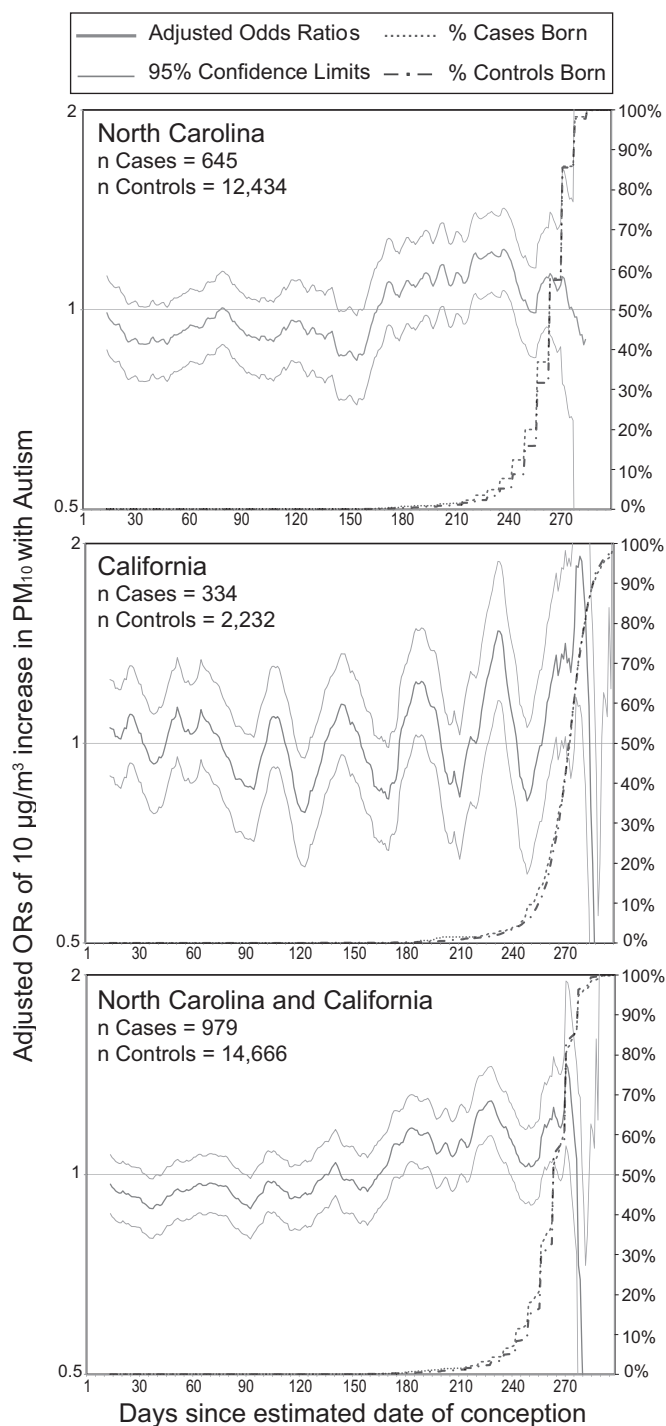 Adjusted Odds Ratios
% Cases Born
95% Confidence Limits
% Controls Born
Adjusted ORs of 10 µg/m³ increase in PM₁₀ with Autism
North Carolina
n Cases = 645
n Controls = 12,434
2
1
0.5
100%
90%
80%
70%
60%
50%
40%
30%
20%
10%
0%
1 30 60 90 120 150 180 210 240 270
California
n Cases = 334
n Controls = 2,232
2
1
0.5
100%
90%
80%
70%
60%
50%
40%
30%
20%
10%
0%
1 30 60 90 120 150 180 210 240 270
North Carolina and California
n Cases = 979
n Controls = 14,666
2
1
0.5
100%
90%
80%
70%
60%
50%
40%
30%
20%
10%
0%
1 30 60 90 120 150 180 210 240 270
Days since estimated date of conception